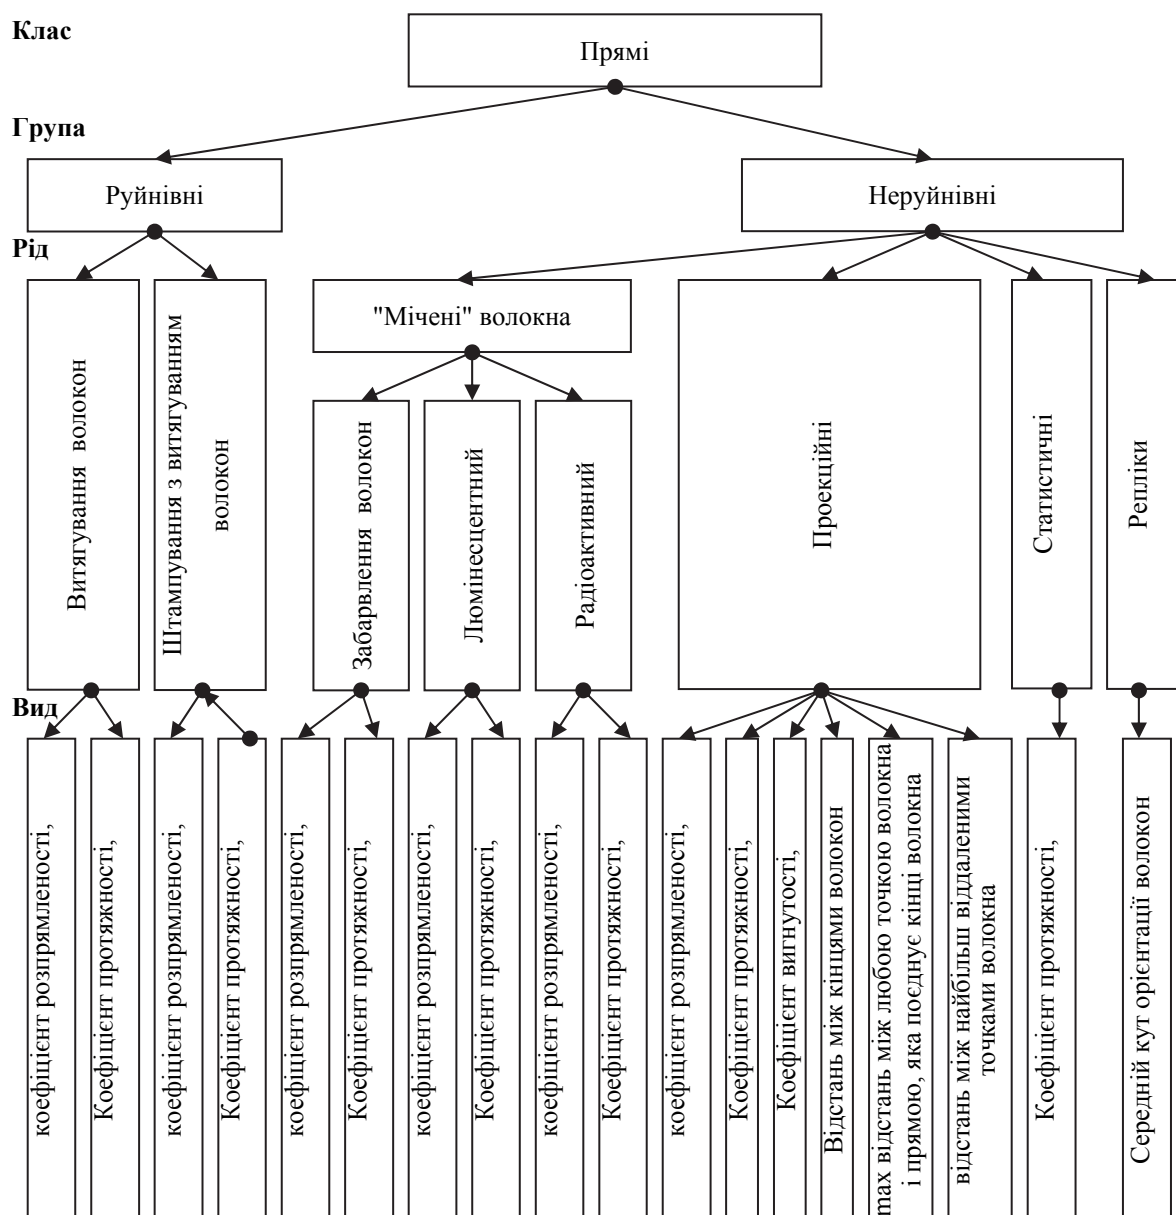 Клас
Прямі
Група
Руйнівні
Неруйнівні
Рід
Витягування волокон
Штампування з витягуванням
волокон
"Мічені" волокна
Забарвлення волокон
Люмінесцентний
Радіоактивний
Проекційні
Статистичні
Репліки
Вид
коефіцієнт розпрямленості,
Коефіцієнт протяжності,
коефіцієнт розпрямленості,
Коефіцієнт протяжності,
коефіцієнт розпрямленості,
Коефіцієнт протяжності,
коефіцієнт розпрямленості,
Коефіцієнт протяжності,
коефіцієнт розпрямленості,
Коефіцієнт протяжності,
коефіцієнт розпрямленості,
Коефіцієнт протяжності,
Коефіцієнт вигнутості,
Відстань між кінцями волокон
max відстань між любою точкою волокна
і прямою, яка поєднує кінці волокна
відстань між найбільш віддаленими
точками волокна
Коефіцієнт протяжності,
Середній кут орієнтації волокон